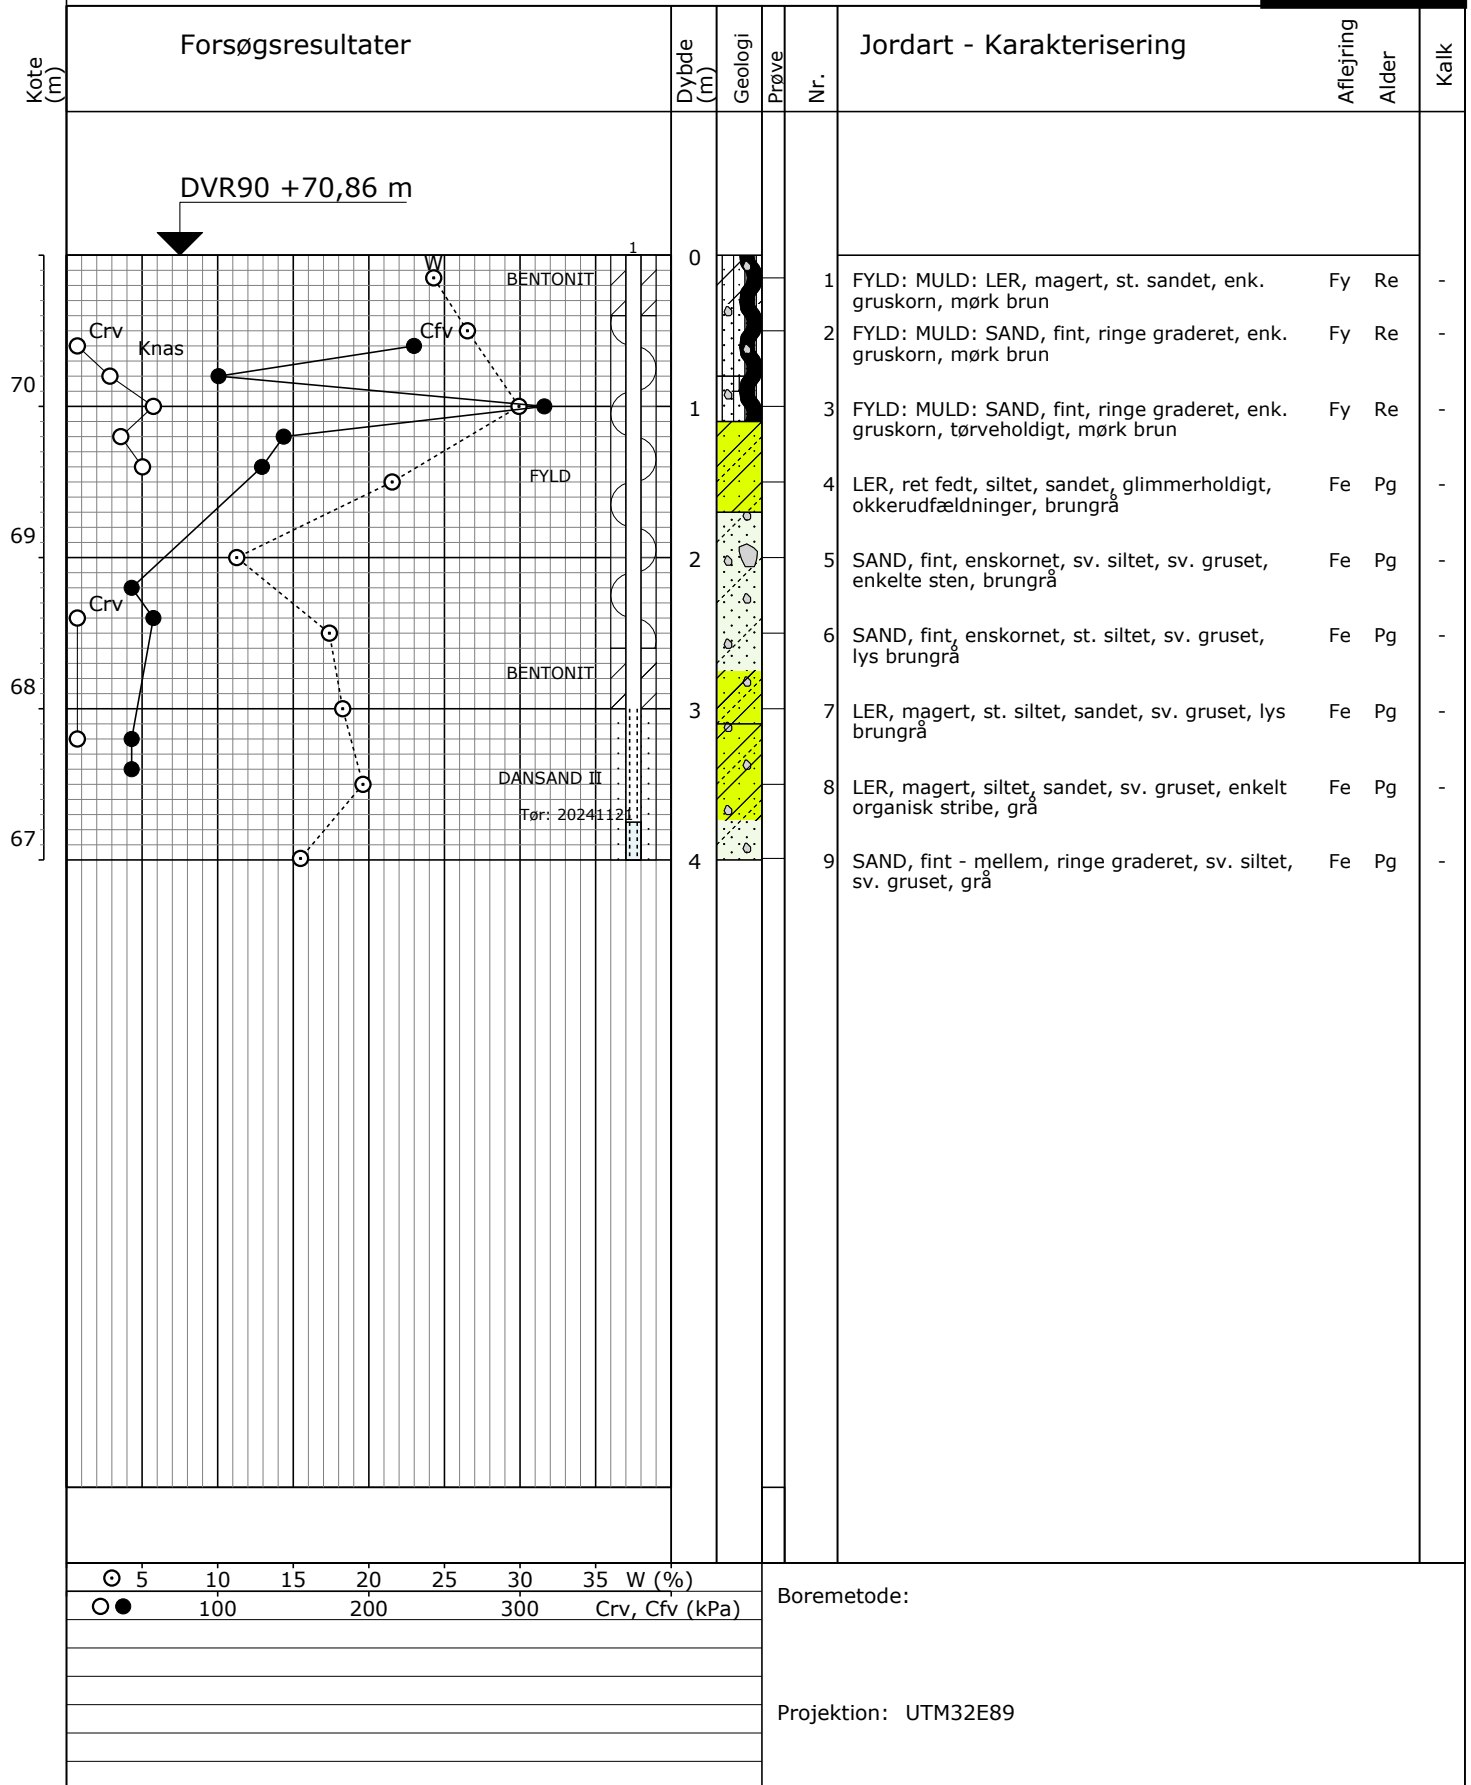 Forsøgsresultater
Kote
(m)
Dybde
(m)
Geologi
Prøve
Nr.
Jordart - Karakterisering
Aflejring
Alder
Kalk
DVR90 +70,86 m
1
W
BENTONIT
0
1 FYLD: MULD: LER, magert, st. sandet, enk. Fy Re -
gruskorn, mørk brun
Crv
Cfv
Knas
2 FYLD: MULD: SAND, fint, ringe graderet, enk. Fy Re -
gruskorn, mørk brun
70
1
3 FYLD: MULD: SAND, fint, ringe graderet, enk. Fy Re -
gruskorn, tørveholdigt, mørk brun
FYLD
4 LER, ret fedt, siltet, sandet, glimmerholdigt, Fe Pg -
okkerudfældninger, brungrå
69
2
5 SAND, fint, enskornet, sv. siltet, sv. gruset, Fe Pg -
enkelte sten, brungrå
Crv
6 SAND, fint, enskornet, st. siltet, sv. gruset, Fe Pg -
lys brungrå
BENTONIT
68
3
7 LER, magert, st. siltet, sandet, sv. gruset, lys Fe Pg -
brungrå
DANSAND II
8 LER, magert, siltet, sandet, sv. gruset, enkelt Fe Pg -
organisk stribe, grå
Tør: 20241121
67
4
9 SAND, fint - mellem, ringe graderet, sv. siltet, Fe Pg -
sv. gruset, grå
5 10 15 20 25 30 35 W (%)
100 200 300 Crv, Cfv (kPa)
Boremetode:
Projektion: UTM32E89